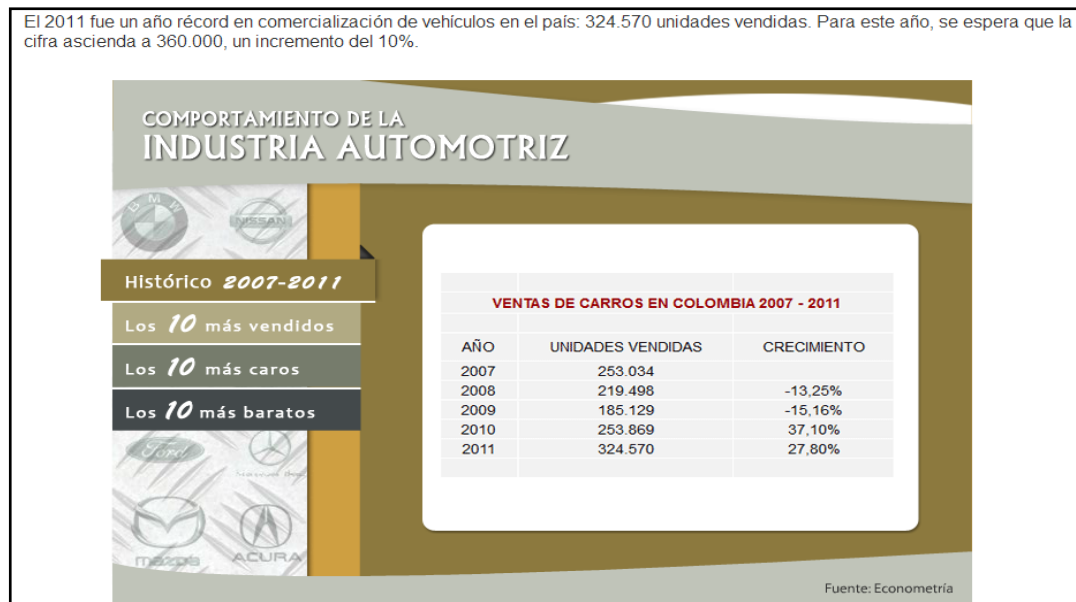 El 2011 fue un año récord en comercialización de vehículos en el país: 324.570 unidades vendidas. Para este año, se espera que la
cifra ascienda a 360.000, un incremento del 10%.
COMPORTAMIENTO DE LA
INDUSTRIA AUTOMOTRIZ
BMW
NISSAN
Histórico 2007-2011
Los 10 más vendidos
Los 10 más caros
Los 10 más baratos
Ford
mazda
ACURA
VENTAS DE CARROS EN COLOMBIA 2007 - 2011
AÑO UNIDADES VENDIDAS CRECIMIENTO
2007 253.034
2008 219.498 -13,25%
2009 185.129 -15,16%
2010 253.869 37,10%
2011 324.570 27,80%
Fuente: Econometría